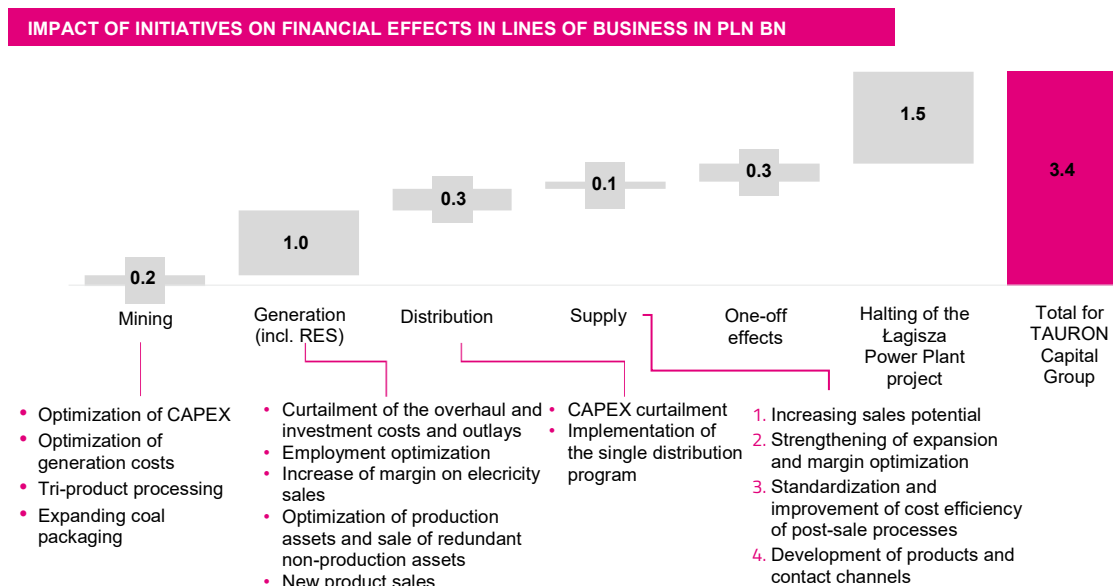 IMPACT OF INITIATIVES ON FINANCIAL EFFECTS IN LINES OF BUSINESS IN PLN BN
0.2
1.0
0.3
0.1
0.3
1.5
3.4
Mining
Generation
(incl. RES)
Distribution
Supply
One-off
effects
Halting of the
Łagisza
Power Plant
project
Total for
TAURON
Capital
Group
• Optimization of CAPEX
• Optimization of
generation costs
• Tri-product processing
• Expanding coal
packaging
• Curtailment of the overhaul and
investment costs and outlays
• Employment optimization
• Increase of margin on elecricity
sales
• Optimization of production
assets and sale of redundant
non-production assets
• New product sales
• CAPEX curtailment
• Implementation of
the single distribution
program
1. Increasing sales potential
2. Strengthening of expansion
and margin optimization
3. Standardization and
improvement of cost efficiency
of post-sale processes
4. Development of products and
contact channels